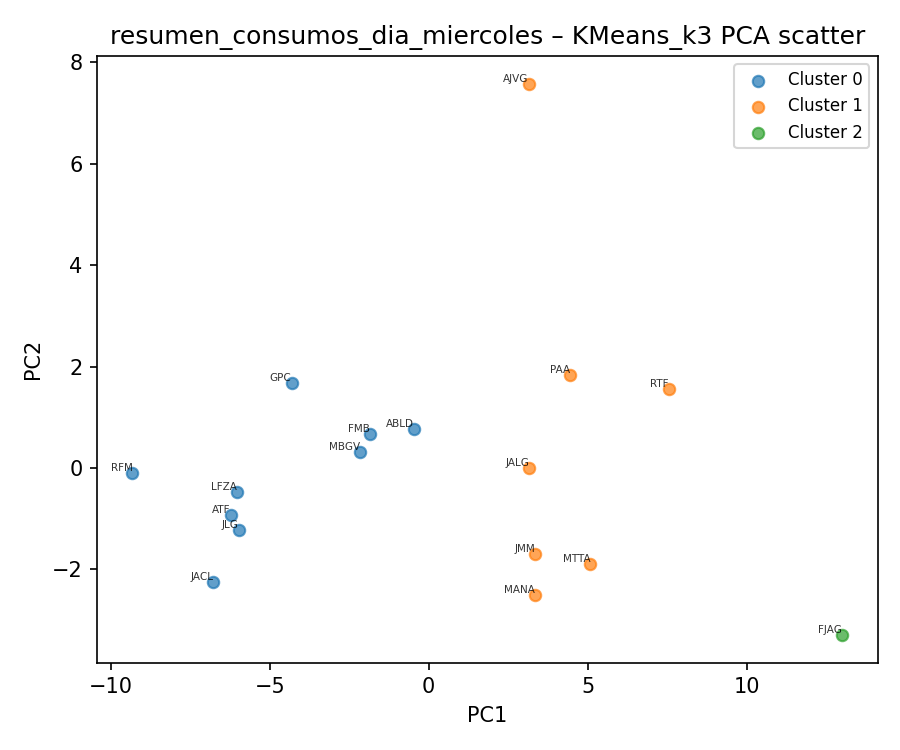 resumen_consumos_dia_miercoles – KMeans_k3 PCA scatter
Cluster 0
Cluster 1
Cluster 2
AJVG
PAA
RTF
GPC
ABLD
FMB
MBGV
RFM
JALG
LFZA
ATF
JLG
JMM
MTTA
JACL
MANA
FJAG
8
6
4
2
0
−2
−10
−5
0
5
10
PC1
PC2